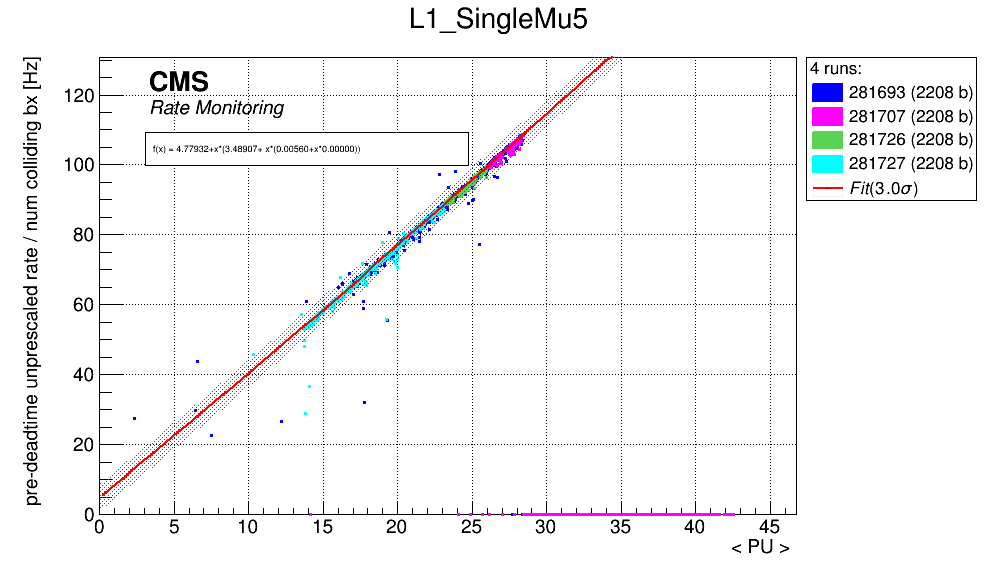 L1_SingleMu5
pre-deadtime unprescaled rate / num colliding bx [Hz]
120
100
80
60
40
20
0
CMS
Rate Monitoring
f(x) = 4.77932+x*(3.48907+ x*(0.00560+x*0.00000))
0 5 10 15 20 25 30 35 40 45
< PU >
4 runs:
281693 (2208 b)
281707 (2208 b)
281726 (2208 b)
281727 (2208 b)
Fit(3.0σ)